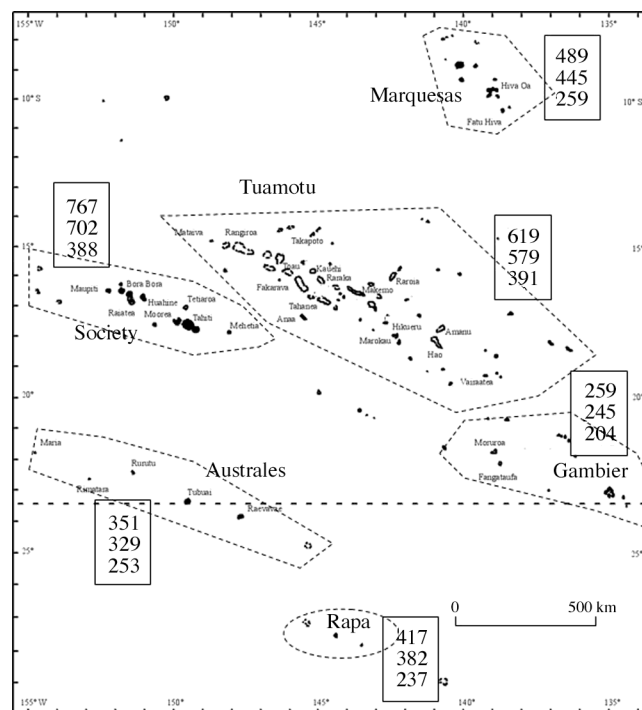 155°W 150° 145° 140° 135°
10° S
10° S
Marquesas
Hiva Oa
Fatu Hiva
489
445
259
Tuamotu
Mataiva
Rangiroa
Takapoto
Toau
Kauehi
Fakarava
Raraka
Raroia
Makemo
Tahanea
Anaa
Hikueru
Marokau
Amanu
Hao
Vairaatea
619
579
391
767
702
388
15°
15°
Bora Bora
Maupiti
Huahine
Raiatea
Tetiaroa
Moorea
Tahiti
Mehetia
Society
20°
20°
259
245
204
Moruroa
Fangataufa
Gambier
Maria
Rurutu
Rimatara
Tubuai
Raevavae
Australes
351
329
253
25°
25°
0 500 km
Rapa
417
382
237
155°W 150° 145° 140° 135°